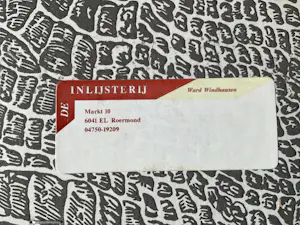 DE INLIJSTERIJ
Ward Windhausen
Markt 10
6041 EL Roermond
04750-19209